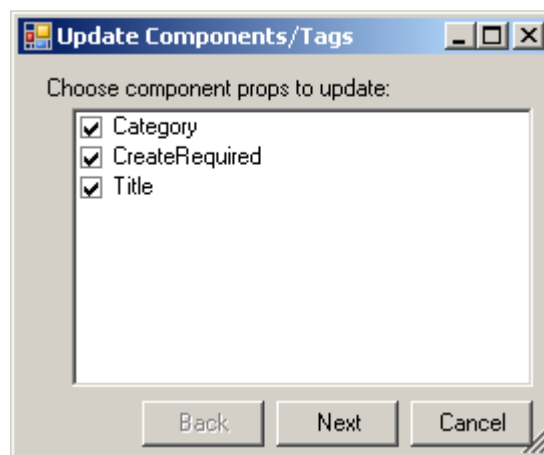 Update Components/Tags
Choose component props to update:
Category
CreateRequired
Title
Back Next Cancel